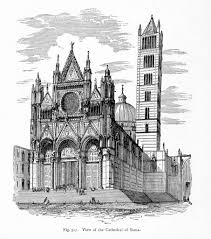 Fig. View of the Cathedral of Siena.